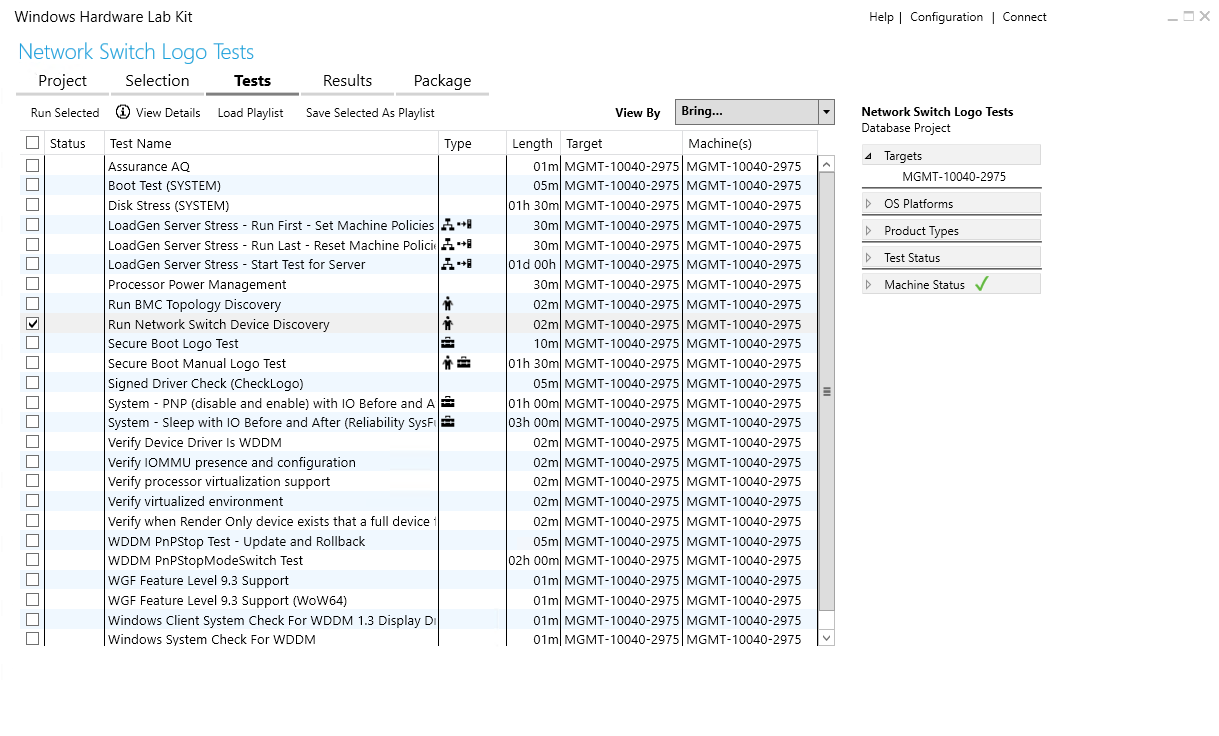 Windows Hardware Lab Kit
Help | Configuration | Connect
Network Switch Logo Tests
Project Selection Tests Results Package
Run Selected View Details Load Playlist Save Selected As Playlist View By Bring...
Status Test Name Type Length Target Machine(s)
Assurance AQ 01m MGMT-10040-2975 MGMT-10040-2975
Boot Test (SYSTEM) 05m MGMT-10040-2975 MGMT-10040-2975
Disk Stress (SYSTEM) 01h 30m MGMT-10040-2975 MGMT-10040-2975
LoadGen Server Stress - Run First - Set Machine Policies 30m MGMT-10040-2975 MGMT-10040-2975
LoadGen Server Stress - Run Last - Reset Machine Polici 30m MGMT-10040-2975 MGMT-10040-2975
LoadGen Server Stress - Start Test for Server 01d 00h MGMT-10040-2975 MGMT-10040-2975
Processor Power Management 30m MGMT-10040-2975 MGMT-10040-2975
Run BMC Topology Discovery 02m MGMT-10040-2975 MGMT-10040-2975
Run Network Switch Device Discovery 02m MGMT-10040-2975 MGMT-10040-2975
Secure Boot Logo Test 10m MGMT-10040-2975 MGMT-10040-2975
Secure Boot Manual Logo Test 01h 30m MGMT-10040-2975 MGMT-10040-2975
Signed Driver Check (CheckLogo) 05m MGMT-10040-2975 MGMT-10040-2975
System - PNP (disable and enable) with IO Before and A 01h 00m MGMT-10040-2975 MGMT-10040-2975
System - Sleep with IO Before and After (Reliability SysFu 03h 00m MGMT-10040-2975 MGMT-10040-2975
Verify Device Driver Is WDDM 02m MGMT-10040-2975 MGMT-10040-2975
Verify IOMMU presence and configuration 02m MGMT-10040-2975 MGMT-10040-2975
Verify processor virtualization support 02m MGMT-10040-2975 MGMT-10040-2975
Verify virtualized environment 02m MGMT-10040-2975 MGMT-10040-2975
Verify when Render Only device exists that a full device 02m MGMT-10040-2975 MGMT-10040-2975
WDDM PnPStop Test - Update and Rollback 05m MGMT-10040-2975 MGMT-10040-2975
WDDM PnPStopModeSwitch Test 02h 00m MGMT-10040-2975 MGMT-10040-2975
WGF Feature Level 9.3 Support 01m MGMT-10040-2975 MGMT-10040-2975
WGF Feature Level 9.3 Support (WoW64) 01m MGMT-10040-2975 MGMT-10040-2975
Windows Client System Check For WDDM 1.3 Display D 01m MGMT-10040-2975 MGMT-10040-2975
Windows System Check For WDDM 01m MGMT-10040-2975 MGMT-10040-2975
Network Switch Logo Tests
Database Project
Targets
MGMT-10040-2975
OS Platforms
Product Types
Test Status
Machine Status